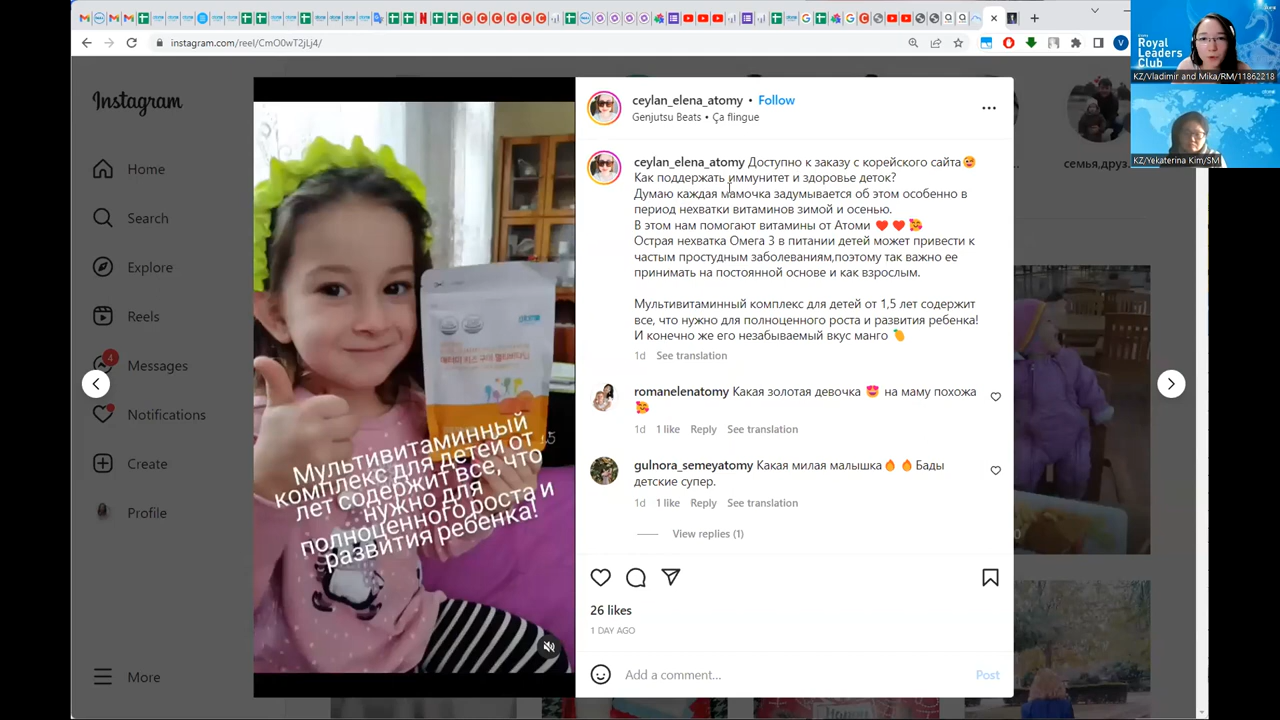 instagram.com/reel/CmO0wT2jLj4/
Royal
Leaders
Club
KZ/Vladimir and Mika/RM/11862218
KZ/Yekaterina Kim/SM
Instagram
Home
Search
Explore
Reels
4
Messages
Notifications
Create
Profile
More
Мультивитаминный
комплекс для детей от 1,5
лет содержит все, что
нужно для
полноценного роста и
развития ребенка!
ceylan_elena_atomy • Follow
Genjutsu Beats • Ça flingue
ceylan_elena_atomy Доступно к заказу с корейского сайта
Как поддержать иммунитет и здоровье деток?
Думаю каждая мамочка задумывается об этом особенно в
период нехватки витаминов зимой и осенью.
В этом нам помогают витамины от Атоми ♥️ ♥️ 🥰
Острая нехватка Омега 3 в питании детей может привести к
частым простудным заболеваниям,поэтому так важно ее
принимать на постоянной основе и как взрослым.
Мультивитаминный комплекс для детей от 1,5 лет содержит
все, что нужно для полноценного роста и развития ребенка!
И конечно же его незабываемый вкус манго 🥭
1d See translation
romanelenatomy Какая золотая девочка 😍 на маму похожа
🥰
1d 1 like Reply See translation
gulnora_semeyatomy Какая милая малышка🔥 🔥 Бады
детские супер.
1d 1 like Reply See translation
View replies (1)
26 likes
1 DAY AGO
Add a comment...
Post
семья,друз